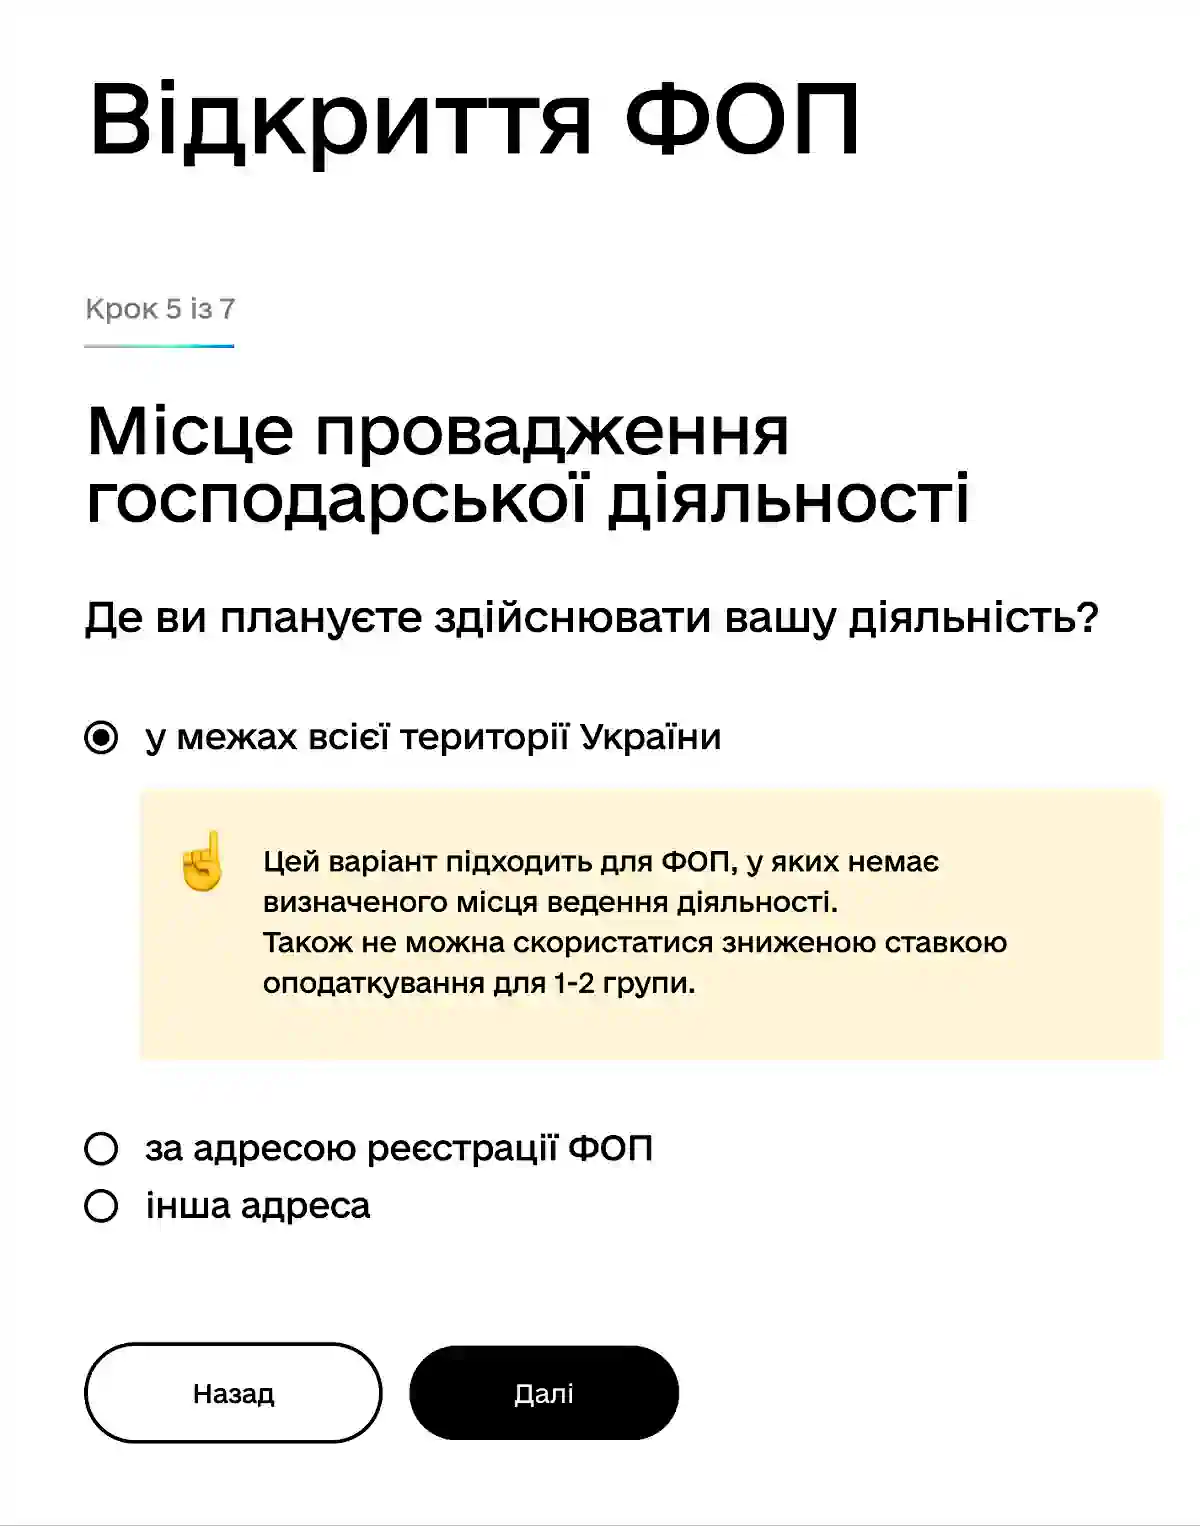 Відкриття ФОП
Крок 5 із 7
Місце провадження
господарської діяльності
Де ви плануєте здійснювати вашу діяльність?
у межах всієї території України
Цей варіант підходить для ФОП, у яких немає
визначеного місця ведення діяльності.
Також не можна скористатися зниженою ставкою
оподаткування для 1-2 групи.
за адресою реєстрації ФОП
інша адреса
Назад
Далі